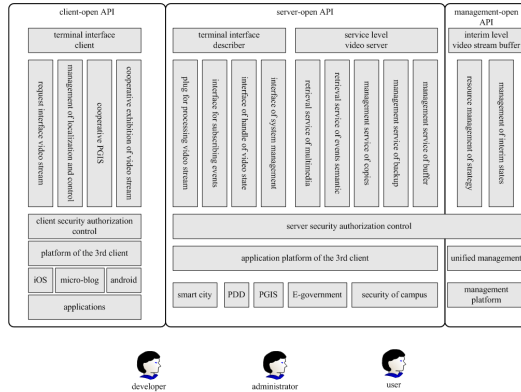 client-open API
terminal interface
client
request interface video
stream
management of localization and control
cooperative PGIS
cooperative exhibition of video stream
client security authorization
control
platform of the 3rd client
iOS
micro-blog
android
applications
server-open API
terminal interface
describer
service level
video server
plug for processing video stream
interface for subscribing events
interface of handle of video state
interface of system management
retrieval service of multimedia
retrieval service of events semantic
management service of copies
management service of backup
management service of buffer
server security authorization control
application platform of the 3rd client
smart city
PDD
PGIS
E-government
security of campus
management-open
API
interim level
video stream buffer
resource management of
strategy
management of interim states
unified management
management
platform
developer
administrator
user